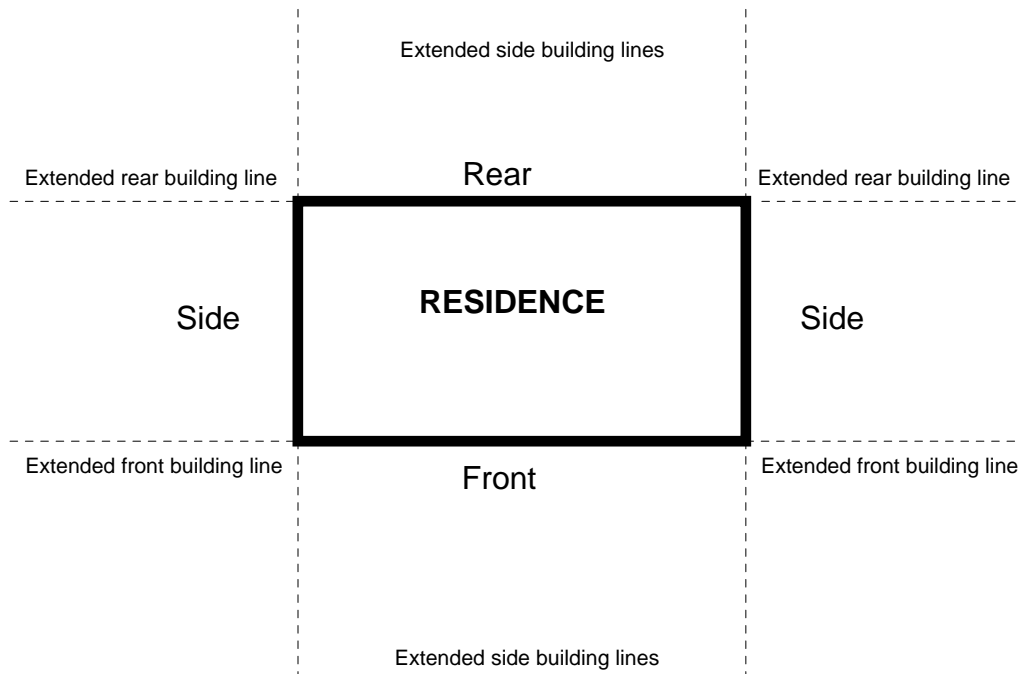 Extended side building lines
Rear
Extended rear building line
Extended rear building line
RESIDENCE
Side
Side
Extended front building line
Front
Extended front building line
Extended side building lines